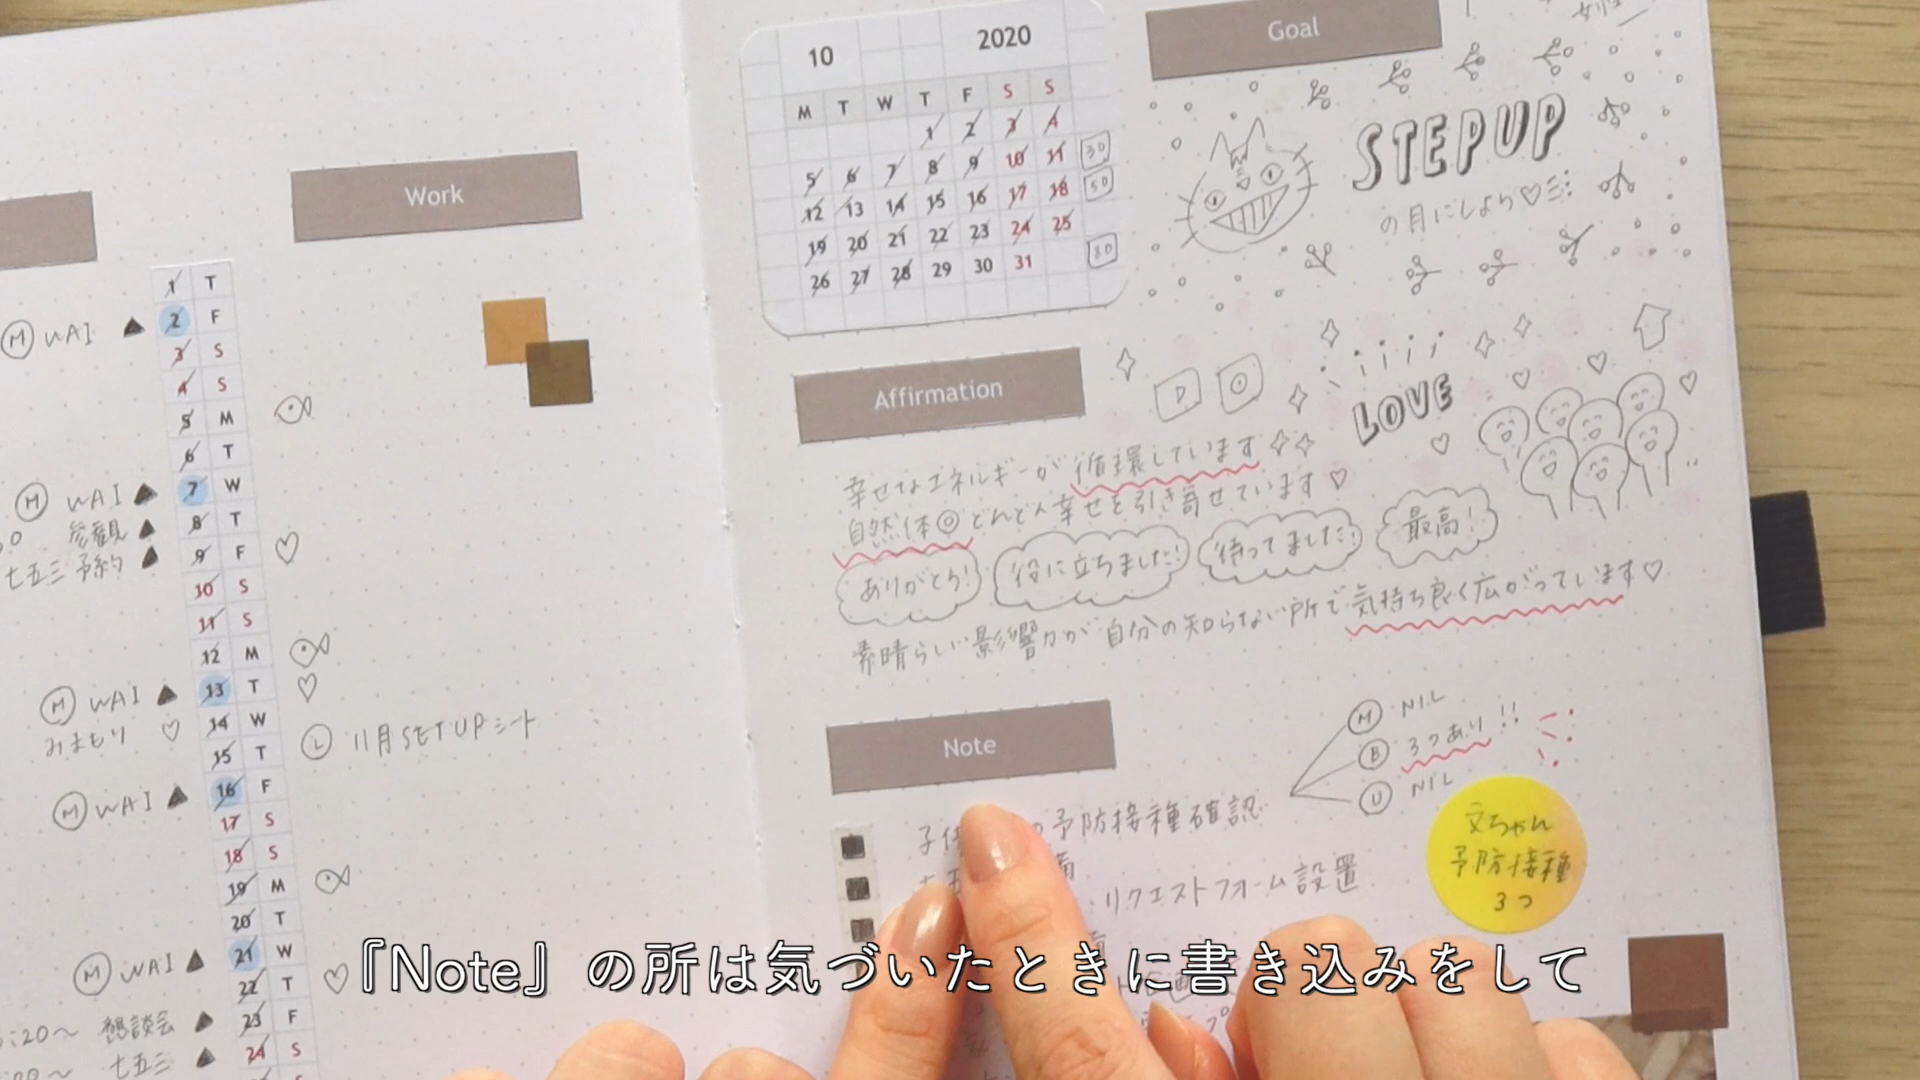 Work
1 T
M WAI 2 F
3 S
4 S
5 M
6 T
M WAI 7 W
参観 8 T
七五三予約 9 F
10 S
11 S
12 M
M WAI 13 T
みまもり 14 W
15 T L 11月SETUPシート
M WAI 16 F
17 S
18 S
19 M
20 T
M WAI 21 W
22 T
:20〜 懇談会 23 F
七五三 24 S
10 2020
M T W T F S S
1 2 3 4
5 6 7 8 9 10 11 30
12 13 14 15 16 17 18 50
19 20 21 22 23 24 25
26 27 28 29 30 31 80
Goal
STEPUP
の月にしよう♡
Affirmation
DO
LOVE
幸せなエネルギーが循環しています
自然体◎どんどん幸せを引き寄せています♡
ありがとう!
役に立ちました!
待ってました!
最高!
素晴らしい影響力が自分の知らない所で気持ち良く広がっています♡
Note
M NIL
B 3つあり!!
U NIL
予防接種確認
リクエストフォーム設置
文ちゃん
予防接種
3つ
『Note』の所は気づいたときに書き込みをして